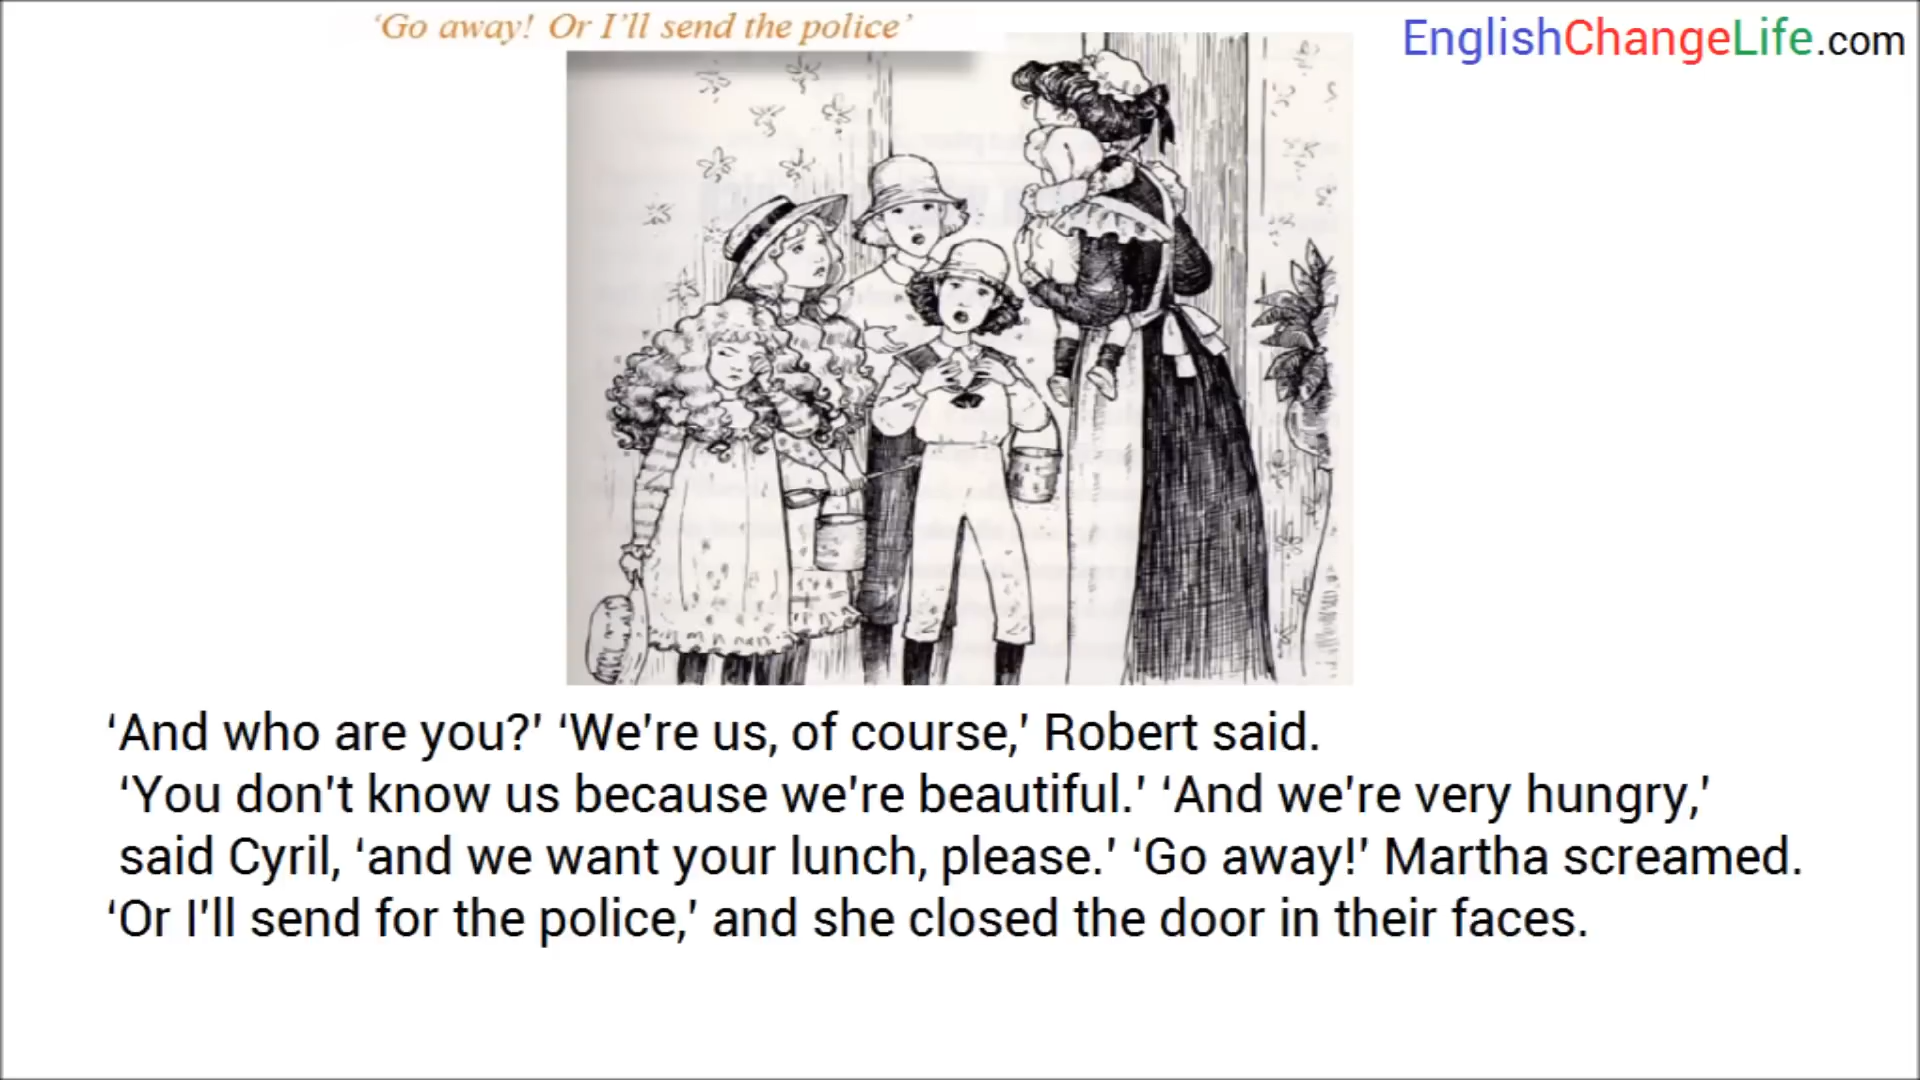 ‘Go away! Or I’ll send the police’
EnglishChangeLife.com
‘And who are you?’ ‘We're us, of course,’ Robert said.
‘You don't know us because we're beautiful.’ ‘And we're very hungry,’
said Cyril, ‘and we want your lunch, please.’ ‘Go away!’ Martha screamed.
‘Or I’ll send for the police,’ and she closed the door in their faces.